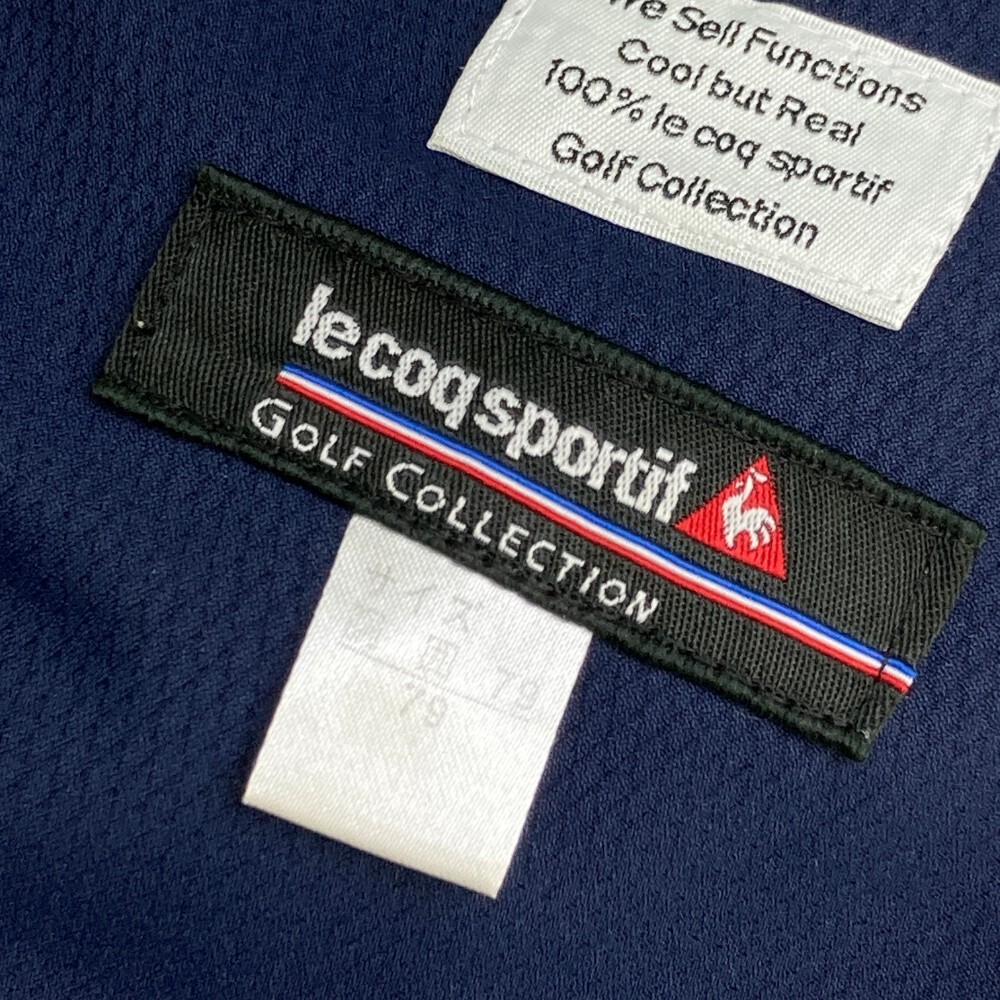 We Sell Functions
Cool but Real
100% le coq sportif
Golf Collection
le coq sportif
GOLF COLLECTION
サイズ
79
79